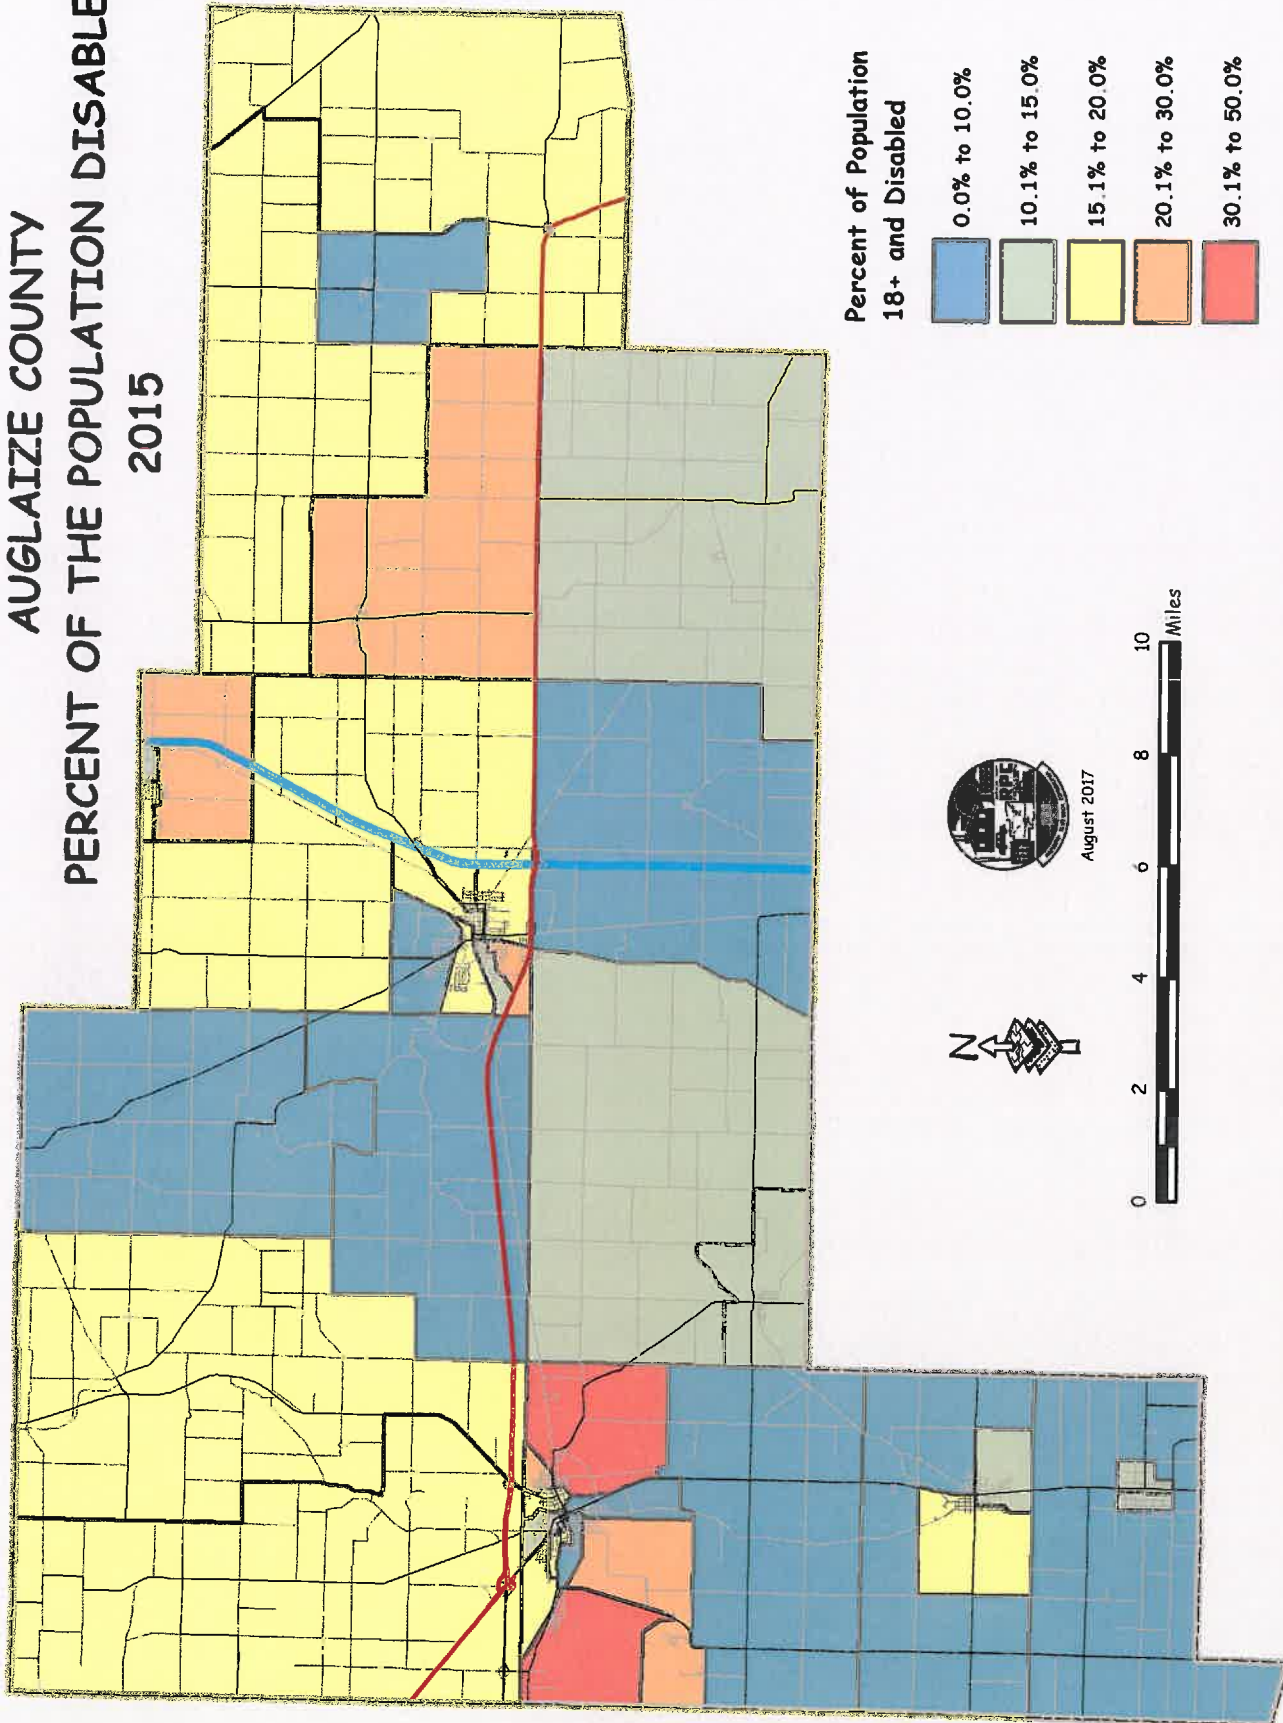 AUGLAIZE COUNTY
PERCENT OF THE POPULATION DISABLE
2015
Percent of Population
18+ and Disabled
0.0% to 10.0%
10.1% to 15.0%
15.1% to 20.0%
20.1% to 30.0%
30.1% to 50.0%
N
August 2017
0 2 4 6 8 10
Miles